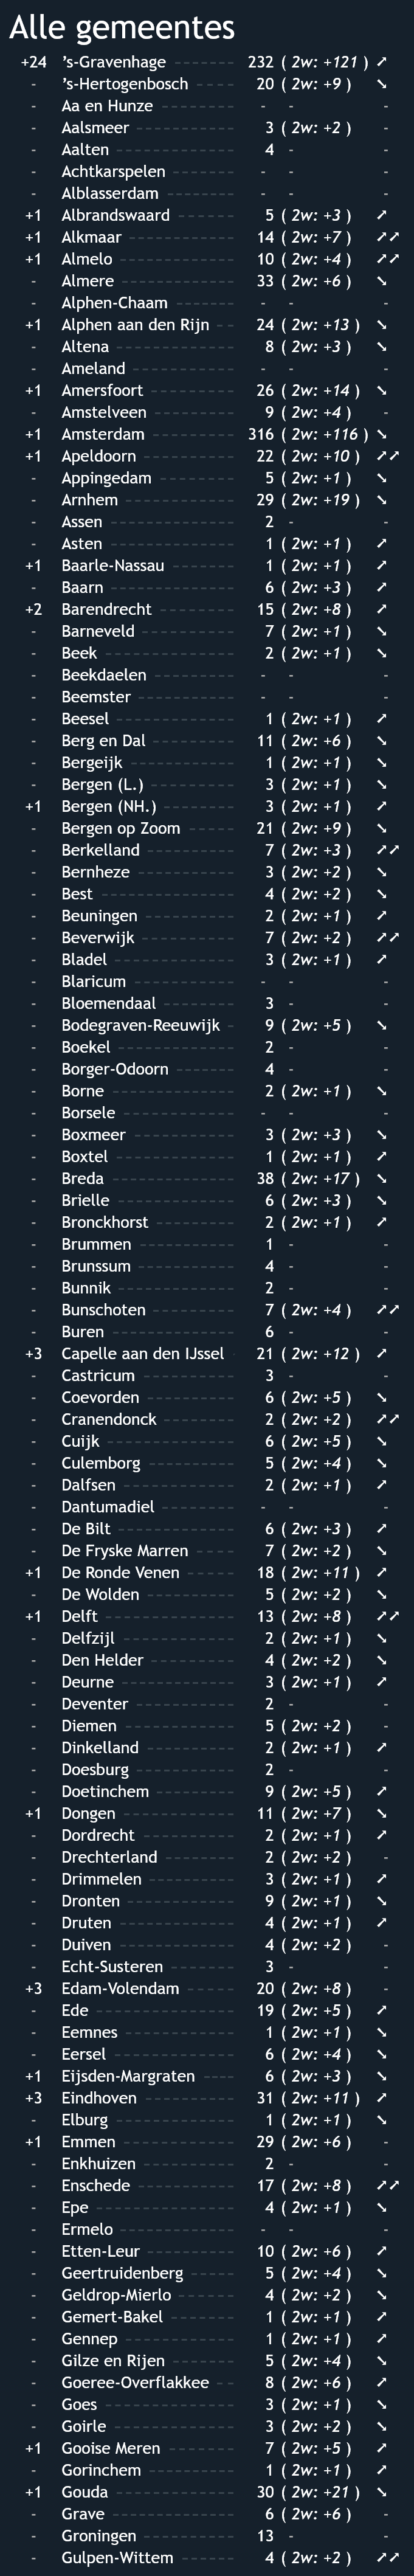 Alle gemeentes
+24 's-Gravenhage 232 ( 2w: +121 ) ↗
- 's-Hertogenbosch 20 ( 2w: +9 ) ↘
- Aa en Hunze - - -
- Aalsmeer 3 ( 2w: +2 ) -
- Aalten 4 - -
- Achtkarspelen - - -
- Alblasserdam - - -
+1 Albrandswaard 5 ( 2w: +3 ) ↗
+1 Alkmaar 14 ( 2w: +7 ) ↗↗
+1 Almelo 10 ( 2w: +4 ) ↗↗
- Almere 33 ( 2w: +6 ) ↘
- Alphen-Chaam - - -
+1 Alphen aan den Rijn 24 ( 2w: +13 ) ↘
- Altena 8 ( 2w: +3 ) ↘
- Ameland - - -
+1 Amersfoort 26 ( 2w: +14 ) ↘
- Amstelveen 9 ( 2w: +4 ) -
+1 Amsterdam 316 ( 2w: +116 ) ↘
+1 Apeldoorn 22 ( 2w: +10 ) ↗↗
- Appingedam 5 ( 2w: +1 ) ↘
- Arnhem 29 ( 2w: +19 ) ↘
- Assen 2 - -
- Asten 1 ( 2w: +1 ) ↗
+1 Baarle-Nassau 1 ( 2w: +1 ) ↗
- Baarn 6 ( 2w: +3 ) ↗
+2 Barendrecht 15 ( 2w: +8 ) ↗
- Barneveld 7 ( 2w: +1 ) ↘
- Beek 2 ( 2w: +1 ) ↘
- Beekdaelen - - -
- Beemster - - -
- Beesel 1 ( 2w: +1 ) ↗
- Berg en Dal 11 ( 2w: +6 ) ↘
- Bergeijk 1 ( 2w: +1 ) ↘
- Bergen (L.) 3 ( 2w: +1 ) ↘
+1 Bergen (NH.) 3 ( 2w: +1 ) ↗
- Bergen op Zoom 21 ( 2w: +9 ) ↘
- Berkelland 7 ( 2w: +3 ) ↗↗
- Bernheze 3 ( 2w: +2 ) ↘
- Best 4 ( 2w: +2 ) ↘
- Beuningen 2 ( 2w: +1 ) ↗
- Beverwijk 7 ( 2w: +2 ) ↗↗
- Bladel 3 ( 2w: +1 ) ↗
- Blaricum - - -
- Bloemendaal 3 - -
- Bodegraven-Reeuwijk 9 ( 2w: +5 ) ↘
- Boekel 2 - -
- Borger-Odoorn 4 - -
- Borne 2 ( 2w: +1 ) ↘
- Borsele - - -
- Boxmeer 3 ( 2w: +3 ) ↘
- Boxtel 1 ( 2w: +1 ) ↗
- Breda 38 ( 2w: +17 ) ↘
- Brielle 6 ( 2w: +3 ) ↘
- Bronckhorst 2 ( 2w: +1 ) ↗
- Brummen 1 - -
- Brunssum 4 - -
- Bunnik 2 - -
- Bunschoten 7 ( 2w: +4 ) ↗↗
- Buren 6 - -
+3 Capelle aan den IJssel 21 ( 2w: +12 ) ↗
- Castricum 3 - -
- Coevorden 6 ( 2w: +5 ) ↘
- Cranendonck 2 ( 2w: +2 ) ↗↗
- Cuijk 6 ( 2w: +5 ) ↘
- Culemborg 5 ( 2w: +4 ) ↘
- Dalfsen 2 ( 2w: +1 ) ↗
- Dantumadiel - - -
- De Bilt 6 ( 2w: +3 ) ↗
- De Fryske Marren 7 ( 2w: +2 ) ↘
+1 De Ronde Venen 18 ( 2w: +11 ) ↗
- De Wolden 5 ( 2w: +2 ) ↘
+1 Delft 13 ( 2w: +8 ) ↗↗
- Delfzijl 2 ( 2w: +1 ) ↘
- Den Helder 4 ( 2w: +2 ) ↘
- Deurne 3 ( 2w: +1 ) ↗
- Deventer 2 - -
- Diemen 5 ( 2w: +2 ) -
- Dinkelland 2 ( 2w: +1 ) ↗
- Doesburg 2 - -
- Doetinchem 9 ( 2w: +5 ) ↗
+1 Dongen 11 ( 2w: +7 ) ↘
- Dordrecht 2 ( 2w: +1 ) ↗
- Drechterland 2 ( 2w: +2 ) -
- Drimmelen 3 ( 2w: +1 ) ↗
- Dronten 9 ( 2w: +1 ) ↘
- Druten 4 ( 2w: +1 ) ↗
- Duiven 4 ( 2w: +2 ) -
- Echt-Susteren 3 - -
+3 Edam-Volendam 20 ( 2w: +8 ) -
- Ede 19 ( 2w: +5 ) ↗
- Eemnes 1 ( 2w: +1 ) ↘
- Eersel 6 ( 2w: +4 ) ↘
+1 Eijsden-Margraten 6 ( 2w: +3 ) ↘
+3 Eindhoven 31 ( 2w: +11 ) ↗
- Elburg 1 ( 2w: +1 ) ↘
+1 Emmen 29 ( 2w: +6 ) -
- Enkhuizen 2 - -
- Enschede 17 ( 2w: +8 ) ↗↗
- Epe 4 ( 2w: +1 ) ↘
- Ermelo - - -
- Etten-Leur 10 ( 2w: +6 ) ↗
- Geertruidenberg 5 ( 2w: +4 ) ↘
- Geldrop-Mierlo 4 ( 2w: +2 ) ↘
- Gemert-Bakel 1 ( 2w: +1 ) ↗
- Gennep 1 ( 2w: +1 ) ↗
- Gilze en Rijen 5 ( 2w: +4 ) ↘
- Goeree-Overflakkee 8 ( 2w: +6 ) ↗
- Goes 3 ( 2w: +1 ) ↘
- Goirle 3 ( 2w: +2 ) ↘
+1 Gooise Meren 7 ( 2w: +5 ) ↗
- Gorinchem 1 ( 2w: +1 ) ↗
+1 Gouda 30 ( 2w: +21 ) ↘
- Grave 6 ( 2w: +6 ) -
- Groningen 13 - -
- Gulpen-Wittem 4 ( 2w: +2 ) ↗↗